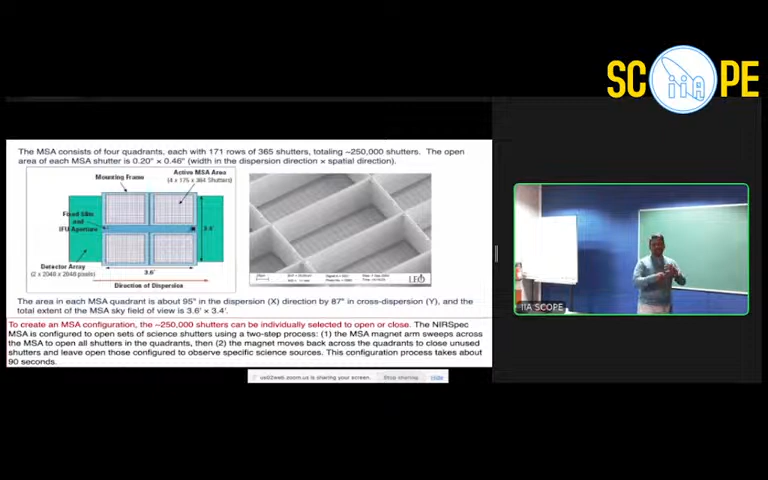 SC iiA PE
The MSA consists of four quadrants, each with 171 rows of 365 shutters, totaling ~250,000 shutters. The open
area of each MSA shutter is 0.20" × 0.46" (width in the dispersion direction × spatial direction).
Mounting Frame
Active MSA Area
(4 x 175 x 384 Shutters)
Fixed Slits
and
IFU Aperture
3.4'
3.6'
Detector Array
(2 x 2048 x 2048 pixels)
Direction of Dispersion
LEO
The area in each MSA quadrant is about 95" in the dispersion (X) direction by 87" in cross-dispersion (Y), and the
total extent of the MSA sky field of view is 3.6' × 3.4'.
To create an MSA configuration, the ~250,000 shutters can be individually selected to open or close. The NIRSpec
MSA is configured to open sets of science shutters using a two-step process: (1) the MSA magnet arm sweeps across
the MSA to open all shutters in the quadrants, then (2) the magnet moves back across the quadrants to close unused
shutters and leave open those configured to observe specific science sources. This configuration process takes about
90 seconds.
us02web.zoom.us is sharing your screen.
Stop sharing
Hide
IIA SCOPE